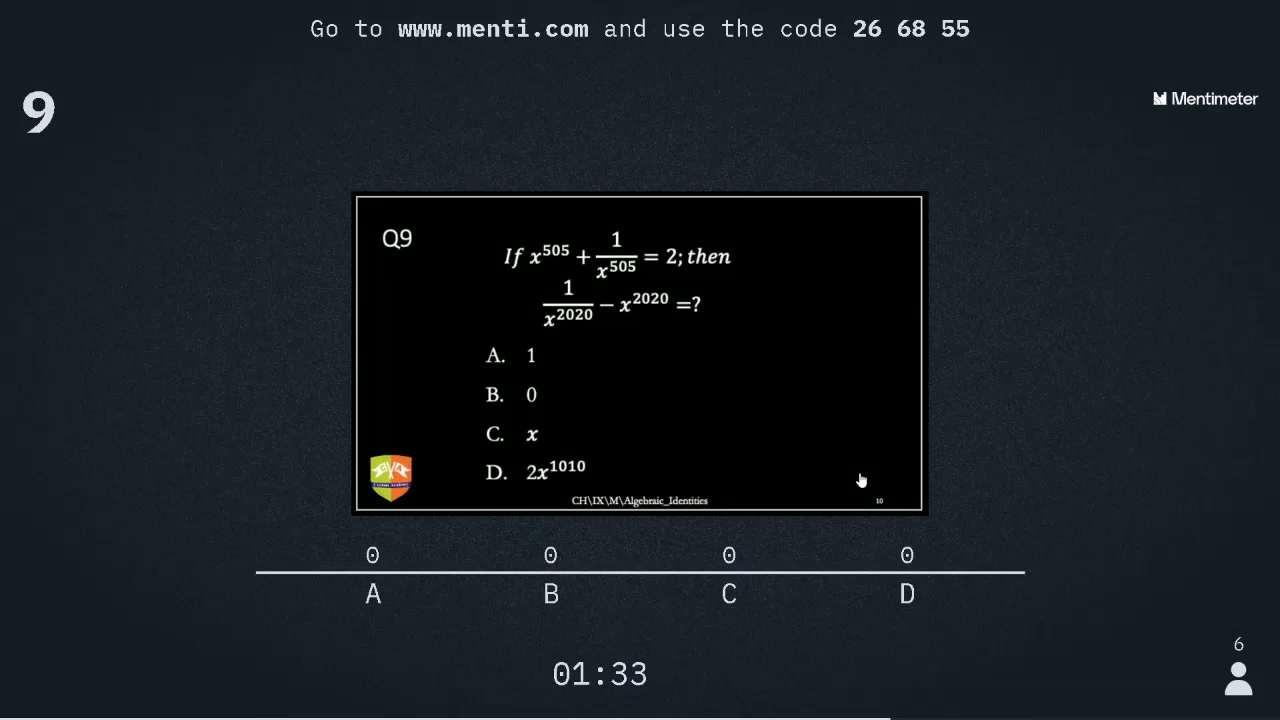 Go to www.menti.com and use the code 26 68 55
9
Mentimeter
Q9
If x^505 + 1/x^505 = 2; then
1/x^2020 − x^2020 =?
A. 1
B. 0
C. x
D. 2x^1010
CH\IX\M\Algebraic_Identities
10
0 0 0 0
A B C D
01:33
6